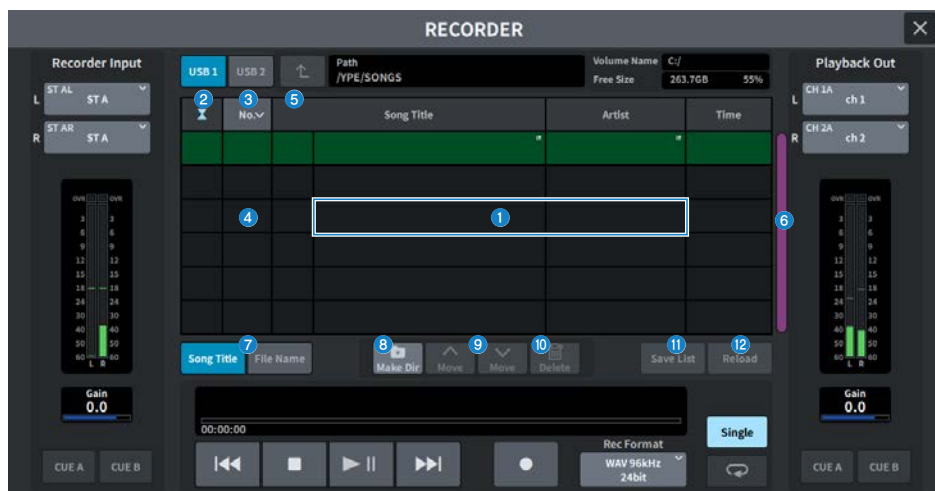 RECORDER
Recorder Input
L
ST AL
ST A
R
ST AR
ST A
OVR OVR
3 3
6 6
9 9
12 12
15 15
18 18
24 24
30 30
40 40
50 50
60 60
L R
Gain
0.0
CUE A CUE B
USB 1 USB 2
Path
/YPE/SONGS
Volume Name C:/
Free Size 263.7GB 55%
2 3 5
No. Song Title Artist Time
4 1 6
7 8 9 10 11 12
Song Title File Name
Make Dir Move Move Delete
Save List Reload
00:00:00
Single
Rec Format
WAV 96kHz
24bit
Playback Out
L
CH 1A
ch 1
R
CH 2A
ch 2
OVR OVR
3 3
6 6
9 9
12 12
15 15
18 18
24 24
30 30
40 40
50 50
60 60
L R
Gain
0.0
CUE A CUE B